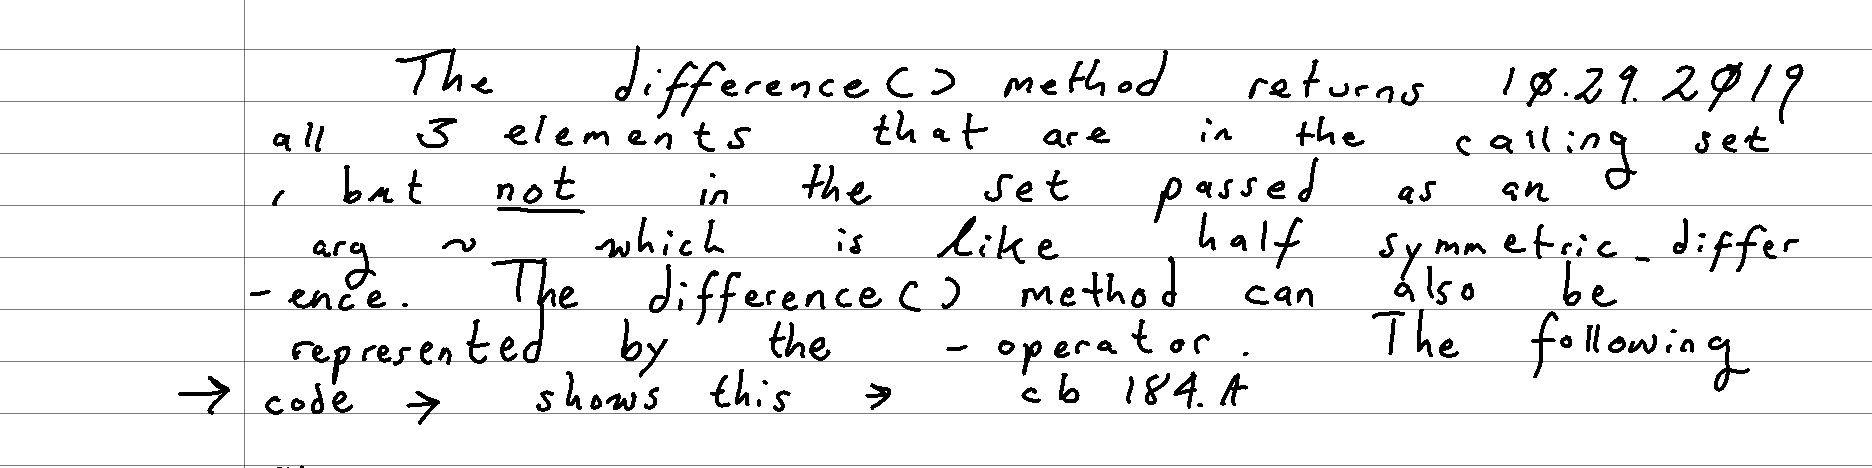 The difference() method returns 10.29.2019
all 3 elements that are in the calling set
, but not in the set passed as an
arg ~ which is like half symmetric_differ
-ence. The difference() method can also be
represented by the - operator. The following
→ code → shows this → cb 184.A